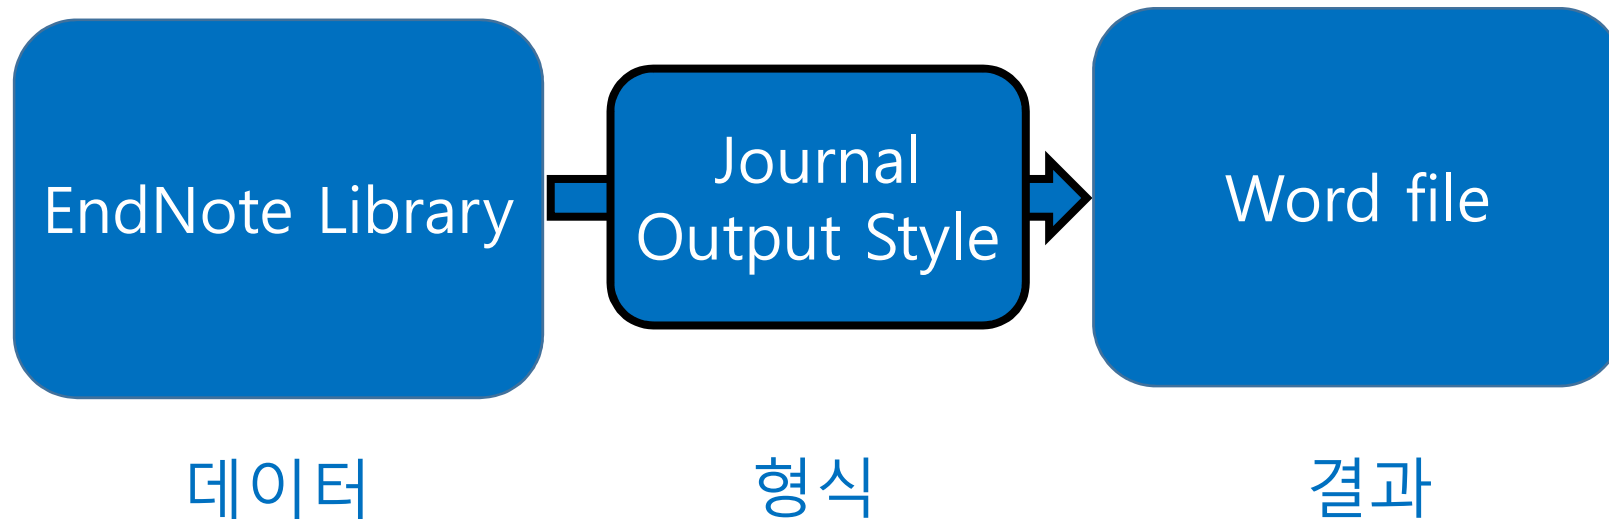 EndNote Library
Journal
Output Style
Word file
데이터
형식
결과